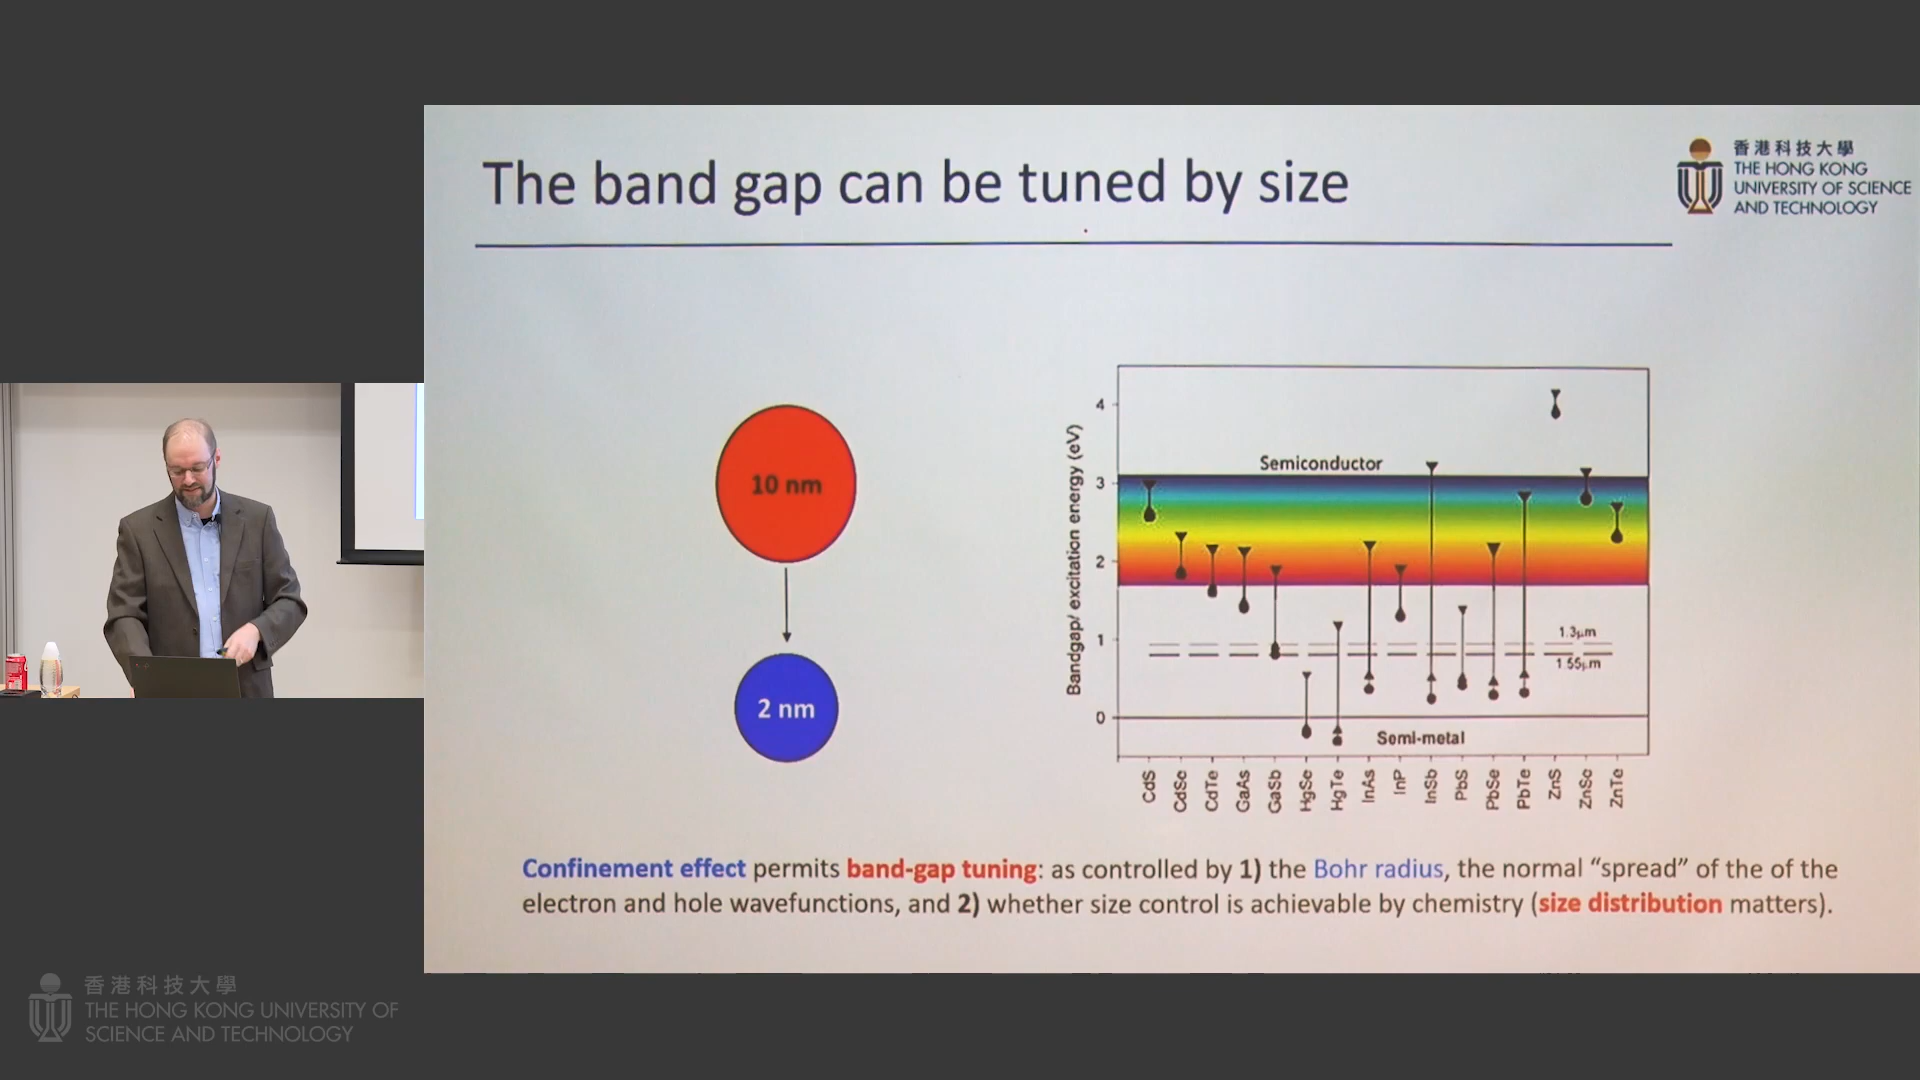 The band gap can be tuned by size
香港科技大學
THE HONG KONG
UNIVERSITY OF SCIENCE
AND TECHNOLOGY
10 nm
2 nm
Bandgap/ excitation energy (eV)
4
3
2
1
0
Semiconductor
1.3μm
1.55μm
Semi-metal
CdS
CdSe
CdTe
GaAs
GaSb
HgSe
HgTe
InAs
InP
InSb
PbS
PbSe
PbTe
ZnS
ZnSe
ZnTe
Confinement effect permits band-gap tuning: as controlled by 1) the Bohr radius, the normal “spread” of the of the
electron and hole wavefunctions, and 2) whether size control is achievable by chemistry (size distribution matters).
香港科技大學
THE HONG KONG UNIVERSITY OF
SCIENCE AND TECHNOLOGY